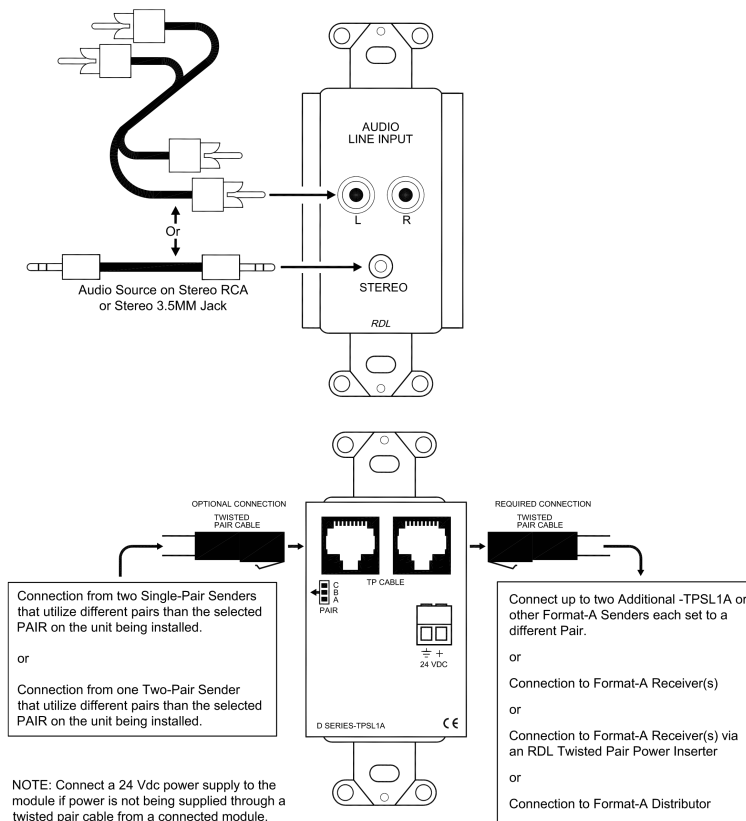 AUDIO
LINE INPUT
L R
Or
STEREO
Audio Source on Stereo RCA
or Stereo 3.5MM Jack
RDL
OPTIONAL CONNECTION
TWISTED
PAIR CABLE
REQUIRED CONNECTION
TWISTED
PAIR CABLE
TP CABLE
C
B
A
PAIR
+
24 VDC
D SERIES-TPSL1A
CE
Connection from two Single-Pair Senders
that utilize different pairs than the selected
PAIR on the unit being installed.
or
Connection from one Two-Pair Sender
that utilize different pairs than the selected
PAIR on the unit being installed.
Connect up to two Additional -TPSL1A or
other Format-A Senders each set to a
different Pair.
or
Connection to Format-A Receiver(s)
or
Connection to Format-A Receiver(s) via
an RDL Twisted Pair Power Inserter
or
Connection to Format-A Distributor
NOTE: Connect a 24 Vdc power supply to the
module if power is not being supplied through a
twisted pair cable from a connected module.